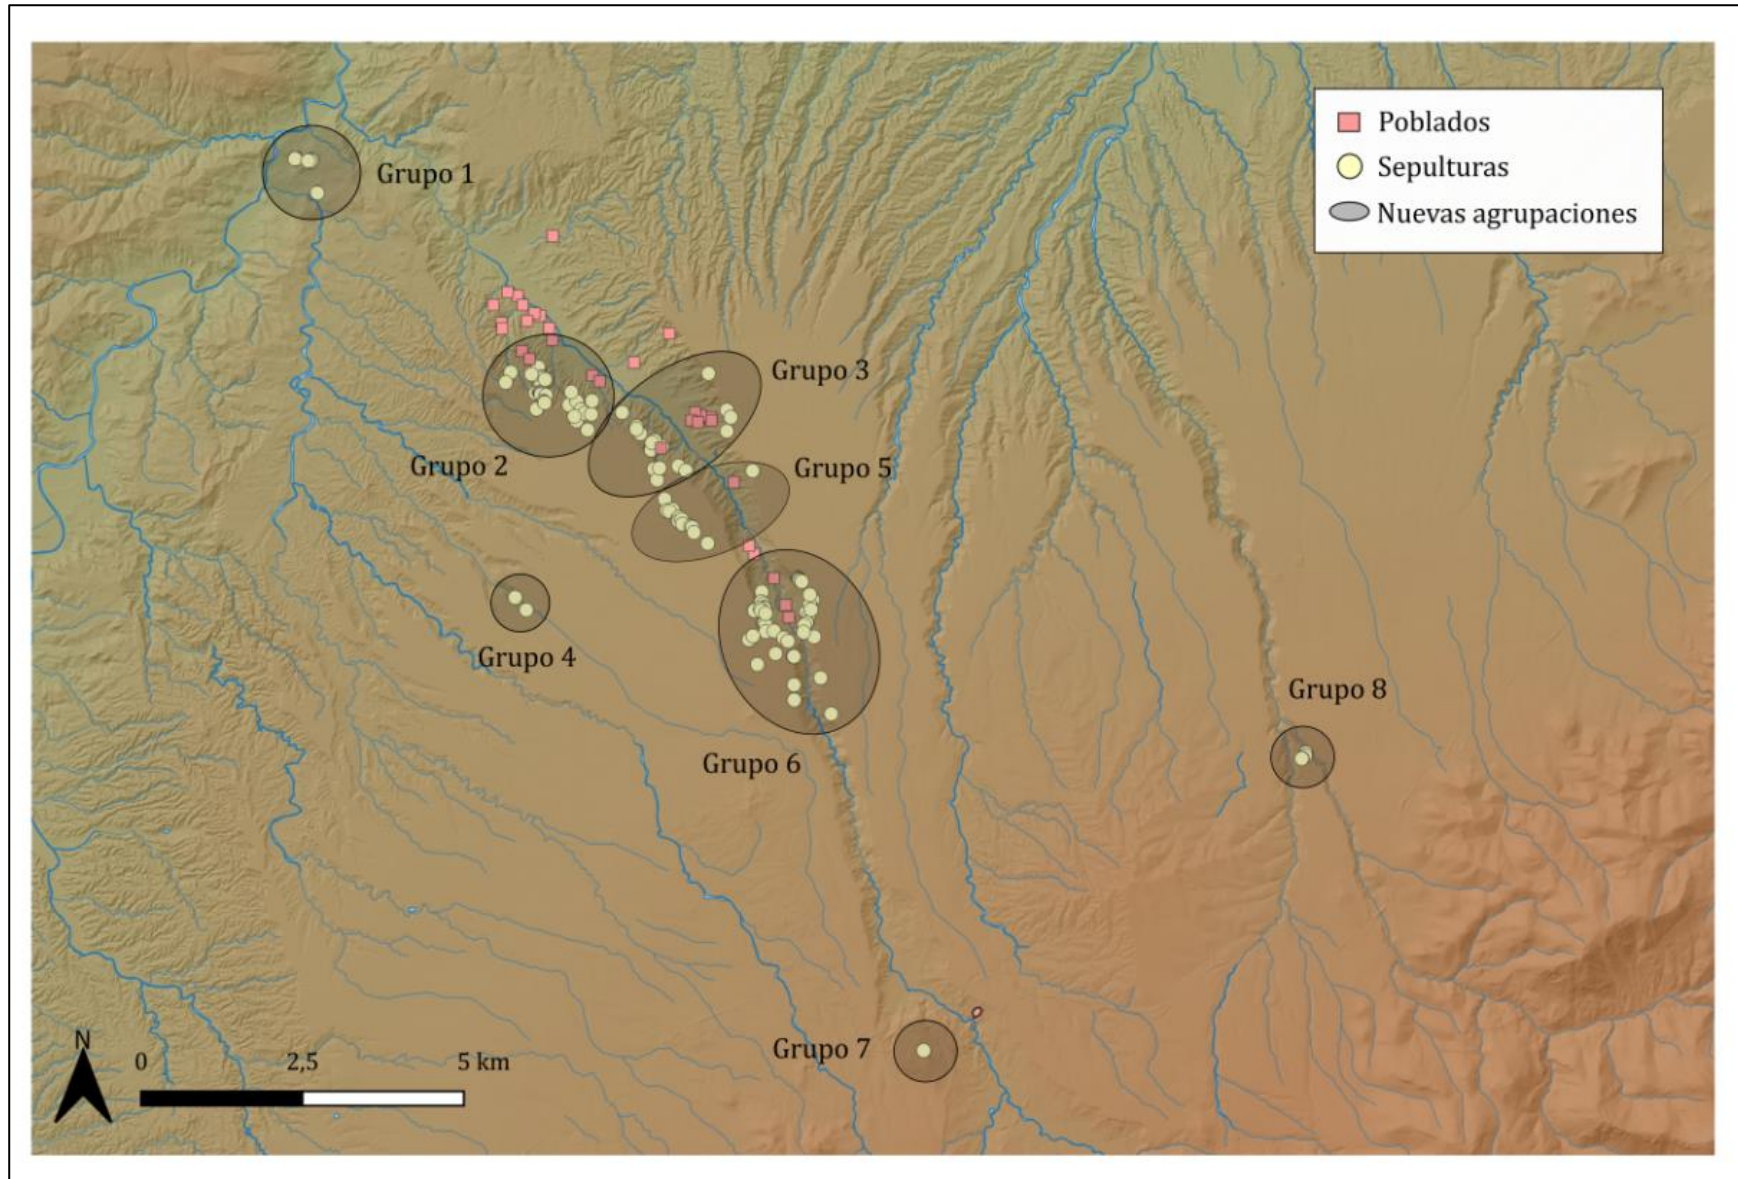 Poblados
Sepulturas
Nuevas agrupaciones
Grupo 1
Grupo 3
Grupo 2
Grupo 5
Grupo 4
Grupo 6
Grupo 8
Grupo 7
N
0 2,5 5 km